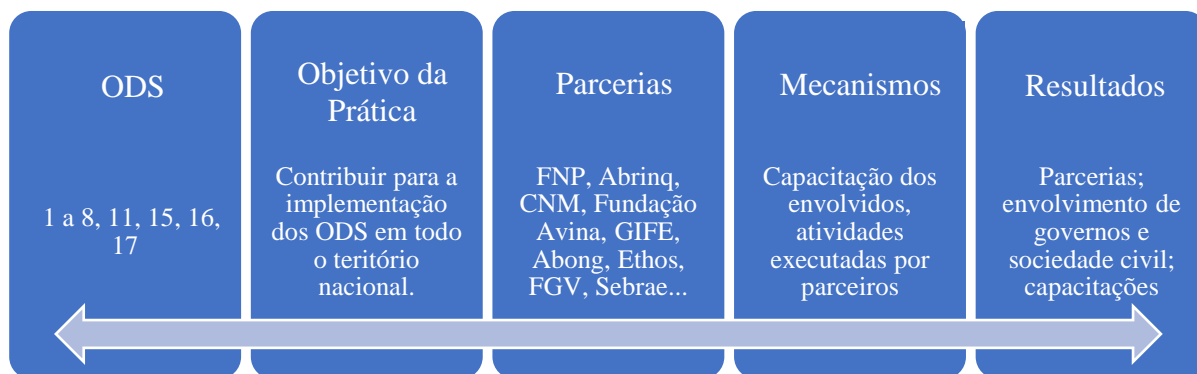 ODS
1 a 8, 11, 15, 16,
17
Objetivo da
Prática
Contribuir para a
implementação
dos ODS em todo
o teritório
nacional.
Parcerias
FNP, Abrinq,
CNM, Fundação
Avina, GIFE,
Abong, Ethos,
FGV, Sebrae...
Mecanismos
Capacitação dos
envolvidos,
atividades
executadas por
parceiros
Resultados
Parcerias;
envolvimento de
governos e
sociedade civil;
capacitações